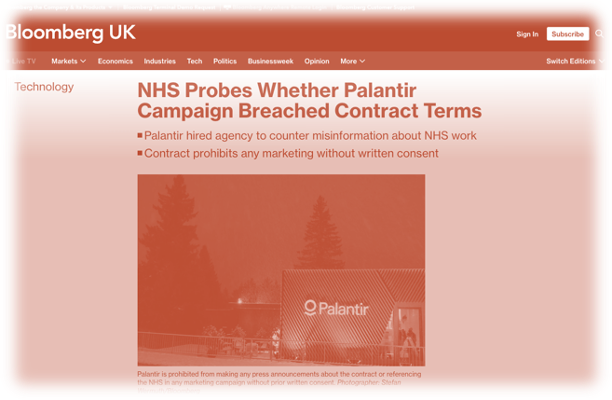 Bloomberg UK
Sign In
Subscribe
Live TV
Markets
Economics
Industries
Tech
Politics
Businessweek
Opinion
More
Switch Editions
Technology
NHS Probes Whether Palantir
Campaign Breached Contract Terms
Palantir hired agency to counter misinformation about NHS work
Contract prohibits any marketing without written consent
Palantir
Palantir is prohibited from making any press announcements about the contract or referencing
the NHS in any marketing campaign without prior written consent. Photographer: Stefan